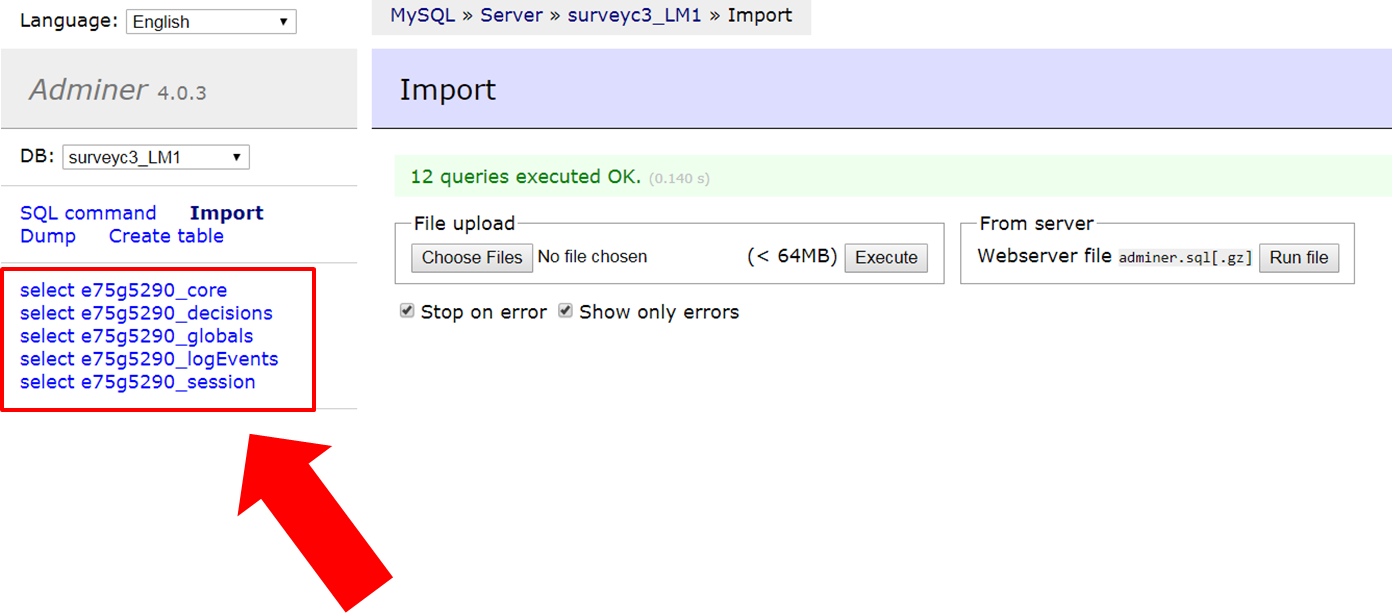 Language: English
MySQL » Server » surveyc3_LM1 » Import
Adminer 4.0.3
Import
DB: surveyc3_LM1
12 queries executed OK. (0.140 s)
SQL command Import
Dump Create table
File upload
Choose Files No file chosen (< 64MB) Execute
From server
Webserver file adminer.sql[.gz] Run file
Stop on error Show only errors
select e75g5290_core
select e75g5290_decisions
select e75g5290_globals
select e75g5290_logEvents
select e75g5290_session